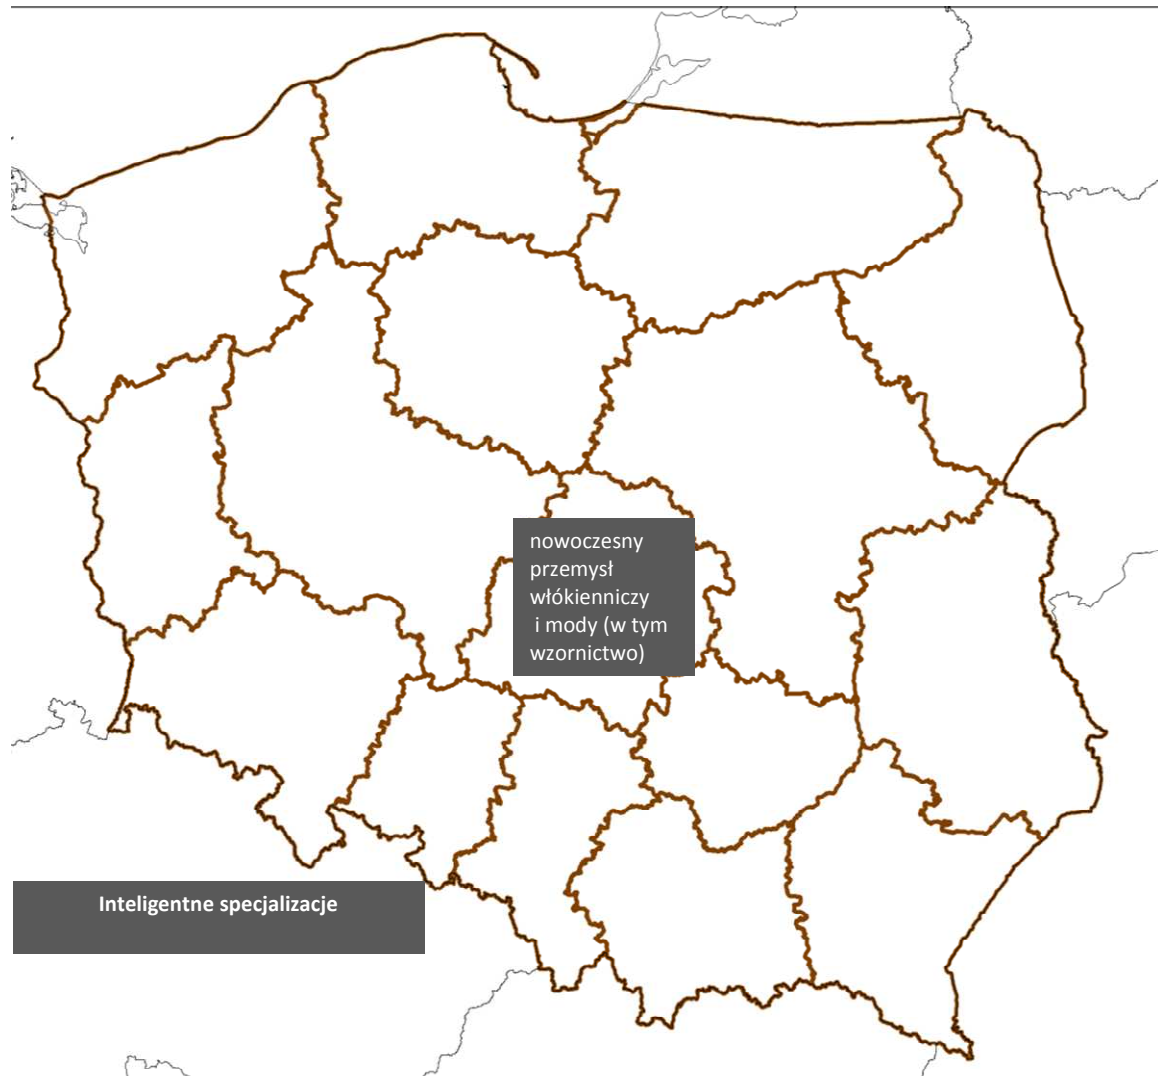 nowoczesny
przemysł
włókienniczy
i mody (w tym
wzornictwo)
Inteligentne specjalizacje